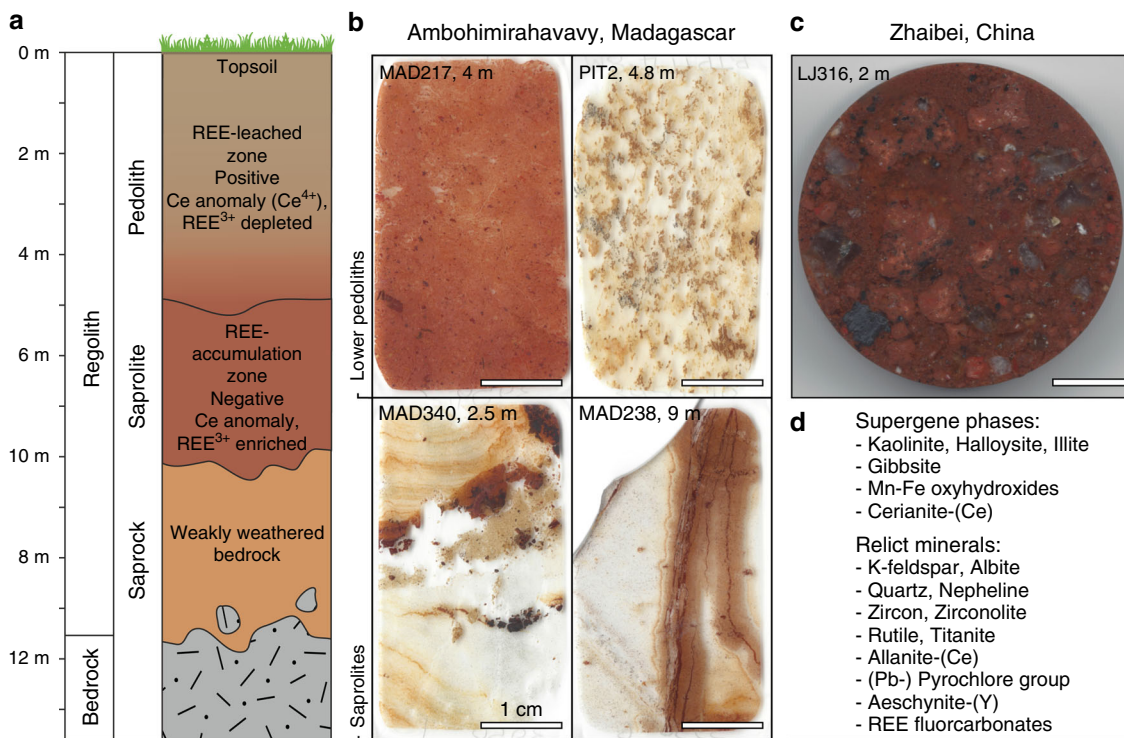 a
0 m
2 m
4 m
6 m
10 m
8 m
12 m
Regolith
Bedrock
Pedolith
Saprolite
Saprock
Topsoil
REE-leached
zone
Positive
Ce anomaly (Ce⁴⁺),
REE³⁺ depleted
REE-
accumulation
zone
Negative
Ce anomaly,
REE³⁺ enriched
Weakly weathered
bedrock
b
Ambohimirahavavy, Madagascar
Lower pedoliths
- Saprolites
MAD217, 4 m
PIT2, 4.8 m
MAD340, 2.5 m
MAD238, 9 m
1 cm
c
Zhaibei, China
LJ316, 2 m
d
Supergene phases:
- Kaolinite, Halloysite, Illite
- Gibbsite
- Mn-Fe oxyhydroxides
- Cerianite-(Ce)
Relict minerals:
- K-feldspar, Albite
- Quartz, Nepheline
- Zircon, Zirconolite
- Rutile, Titanite
- Allanite-(Ce)
- (Pb-) Pyrochlore group
- Aeschynite-(Y)
- REE fluorcarbonates